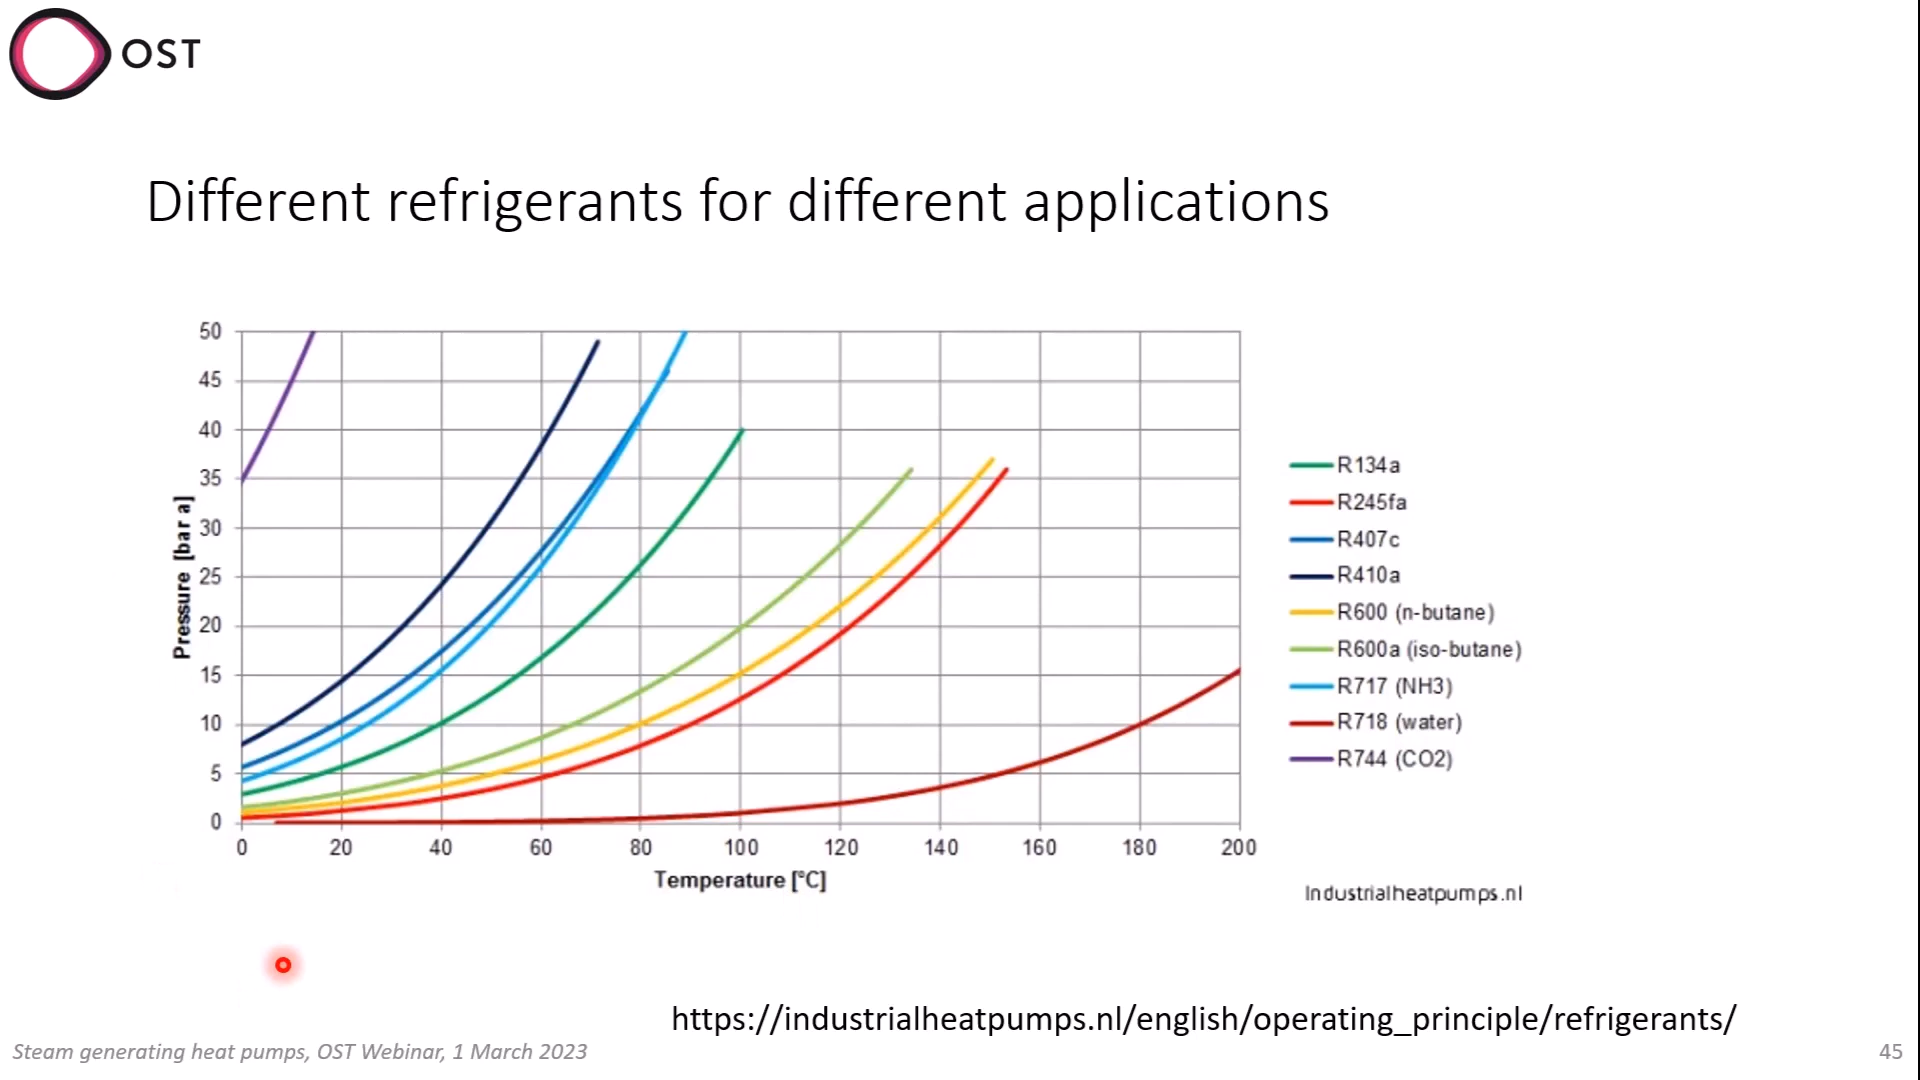 OST
Different refrigerants for different applications
50
45
40
35
30
25
20
15
10
5
0
Pressure [bar a]
0 20 40 60 80 100 120 140 160 180 200
Temperature [°C]
R134a
R245fa
R407c
R410a
R600 (n-butane)
R600a (iso-butane)
R717 (NH3)
R718 (water)
R744 (CO2)
Industrialheatpumps.nl
https://industrialheatpumps.nl/english/operating_principle/refrigerants/
Steam generating heat pumps, OST Webinar, 1 March 2023
45